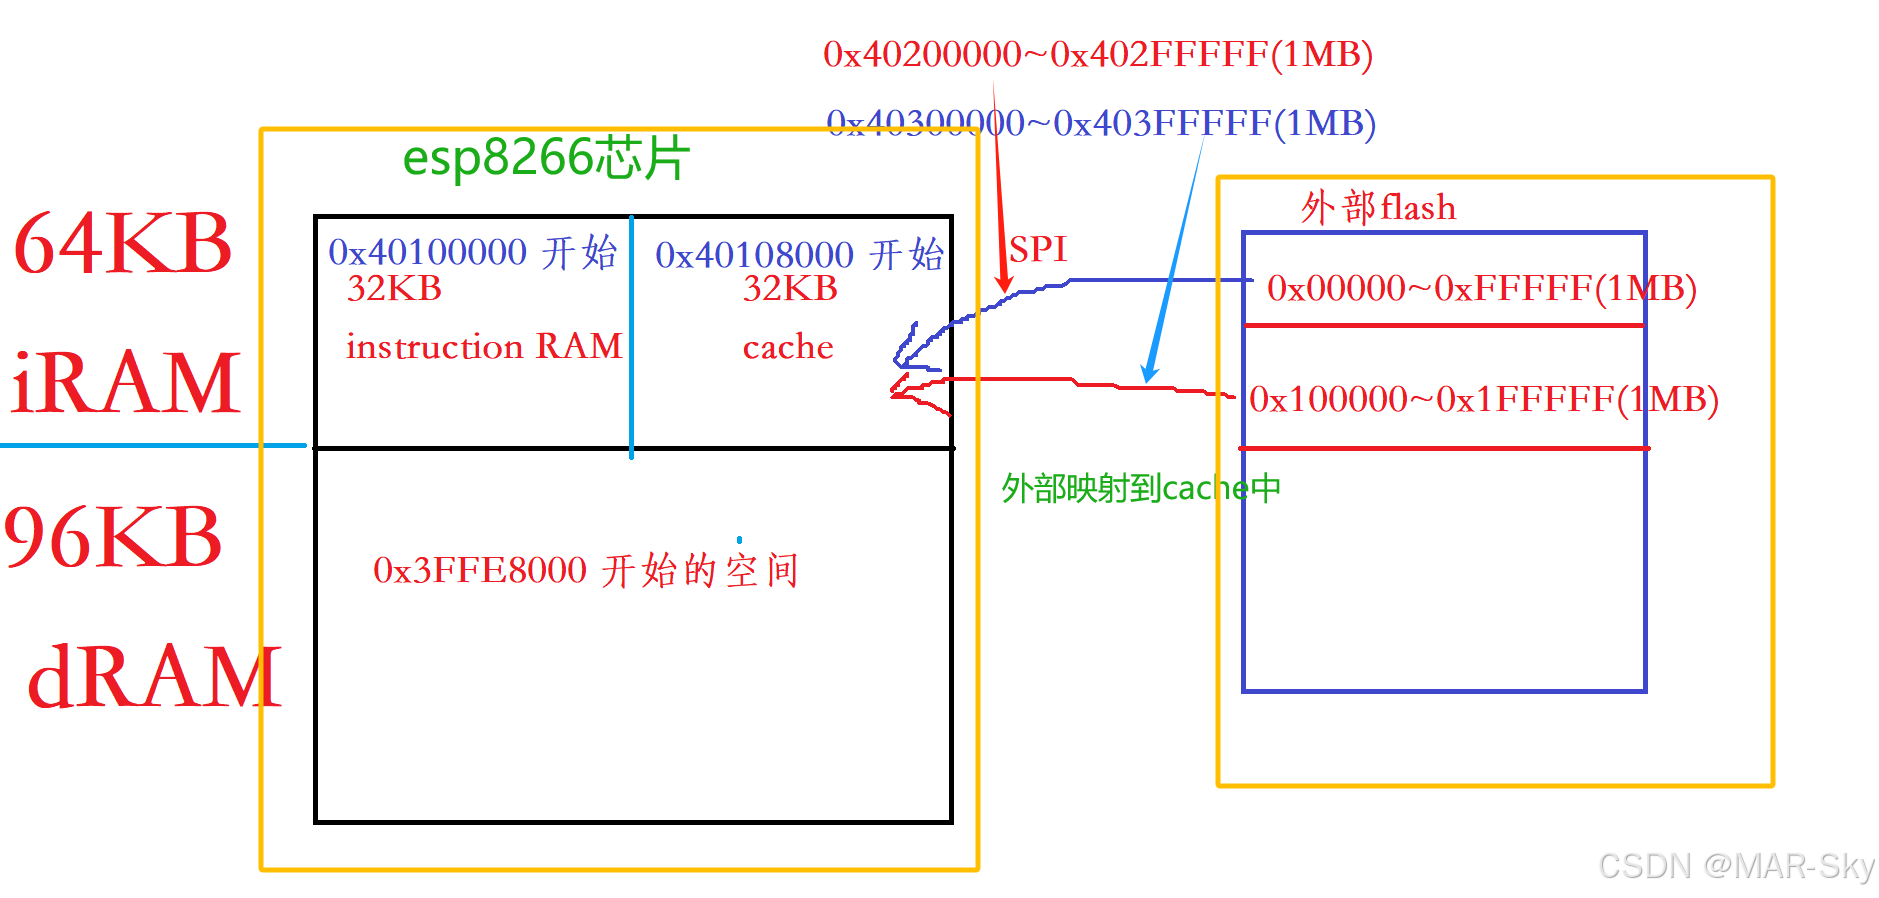 0x40200000~0x402FFFFF(1MB)
0x40300000~0x403FFFFF(1MB)
esp8266芯片
64KB
iRAM
0x40100000 开始
32KB
instruction RAM
0x40108000 开始
32KB
cache
SPI
外部flash
0x00000~0xFFFFF(1MB)
0x100000~0x1FFFFF(1MB)
外部映射到cache中
96KB
dRAM
0x3FFE8000 开始的空间
CSDN @MAR-Sky